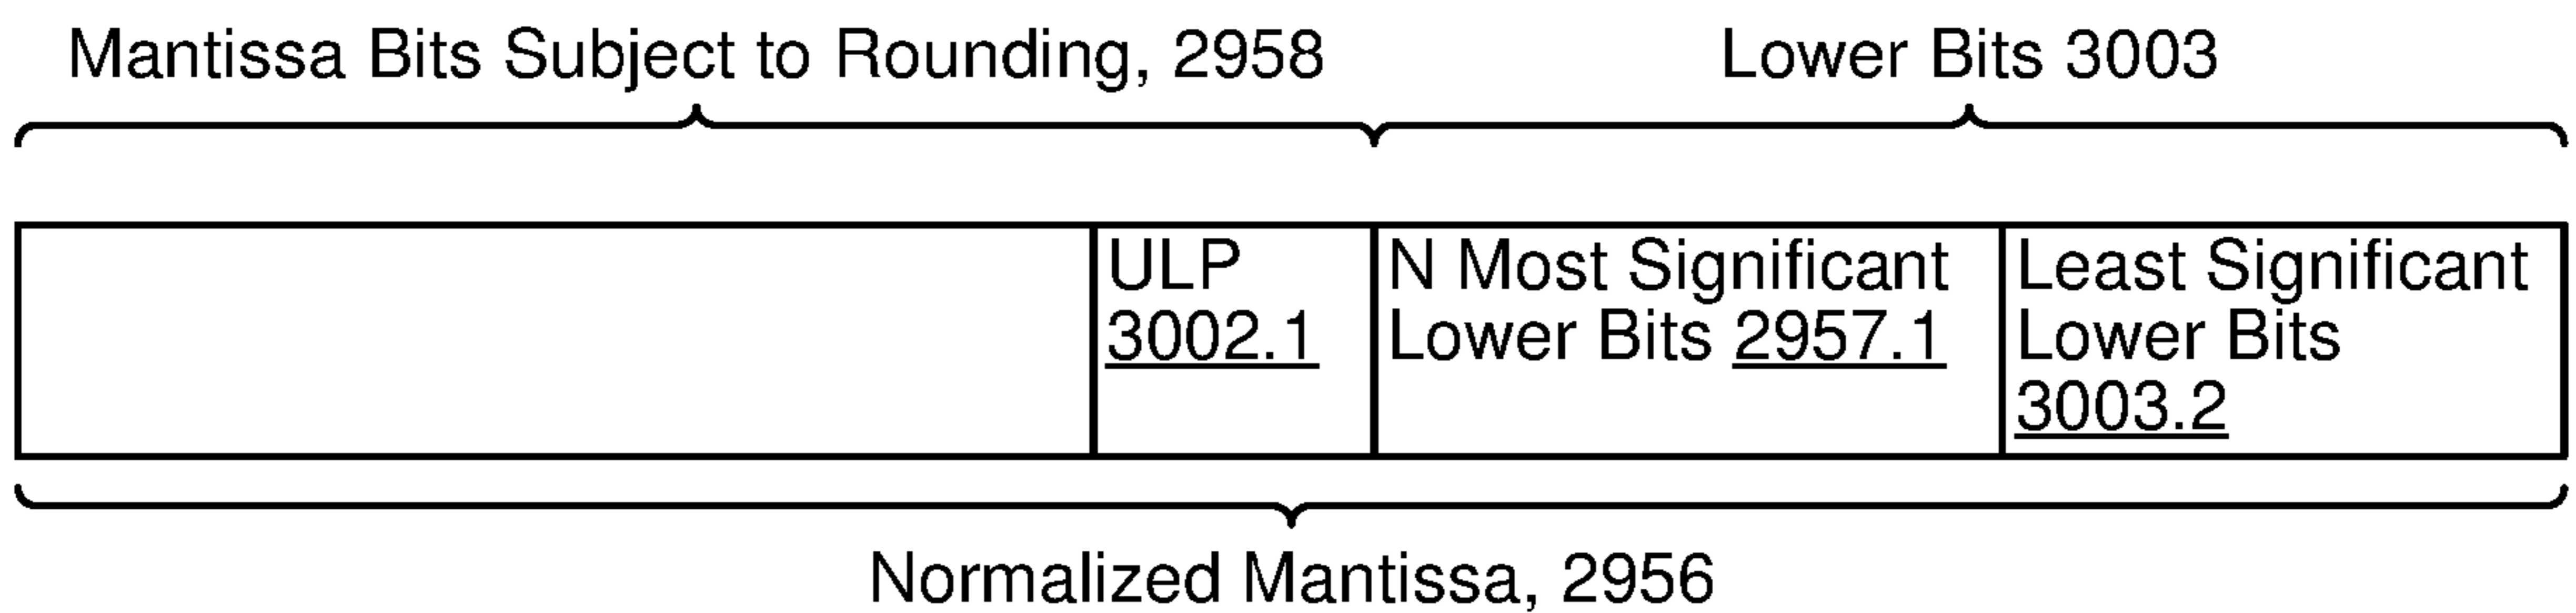 Mantissa Bits Subject to Rounding, 2958
Lower Bits 3003
ULP
3002.1
N Most Significant
Lower Bits 2957.1
Least Significant
Lower Bits
3003.2
Normalized Mantissa, 2956